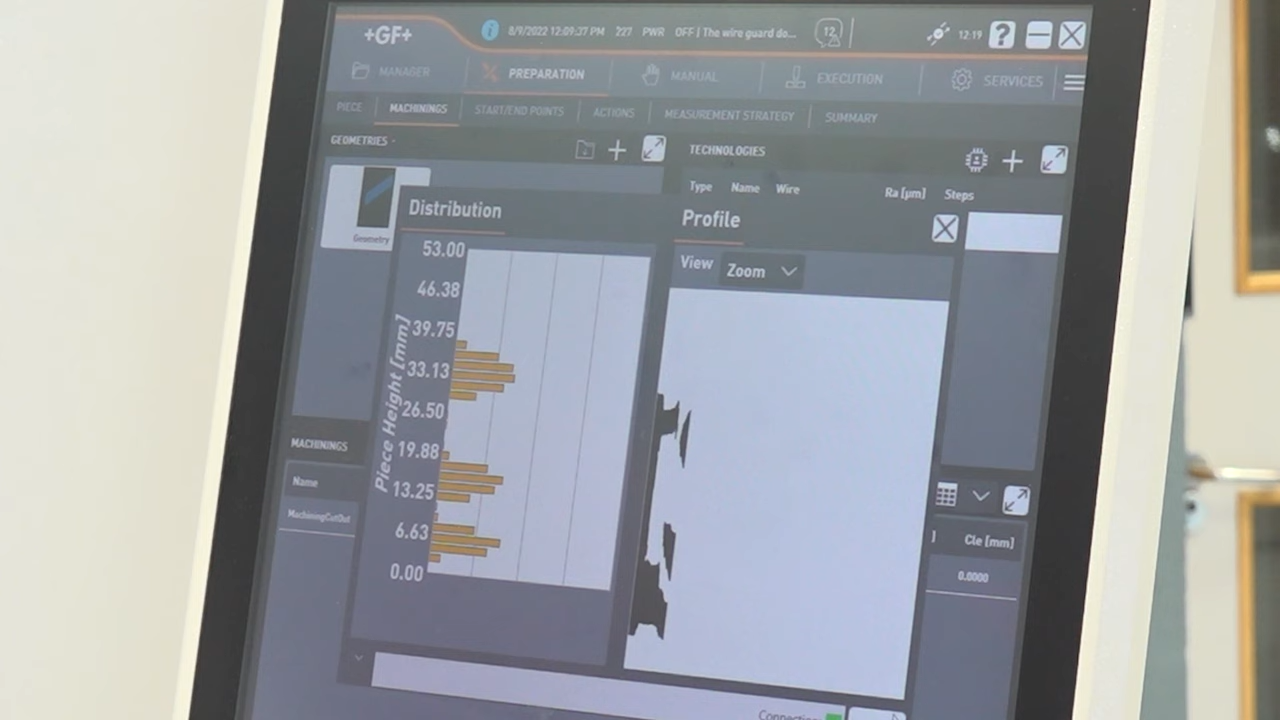 +GF+
8/9/2022 12:09:37 PM 227 PWR OFF | The wire guard do...
12
12:19
?
MANAGER
PREPARATION
MANUAL
EXECUTION
SERVICES
PIECE
MACHININGS
START/END POINTS
ACTIONS
MEASUREMENT STRATEGY
SUMMARY
GEOMETRIES
TECHNOLOGIES
Type Name Wire Ra [µm] Steps
Geometry
Distribution
Profile
View Zoom
53.00
46.38
39.75
33.13
26.50
19.88
13.25
6.63
0.00
Piece Height [mm]
MACHININGS
Name
MachiningCutOut
Cle [mm]
0.0000